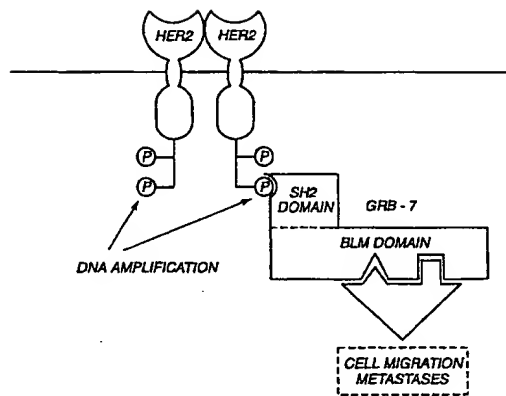 HER2 HER2
P P
P P
SH2
DOMAIN
GRB - 7
BLM DOMAIN
DNA AMPLIFICATION
CELL MIGRATION
METASTASES